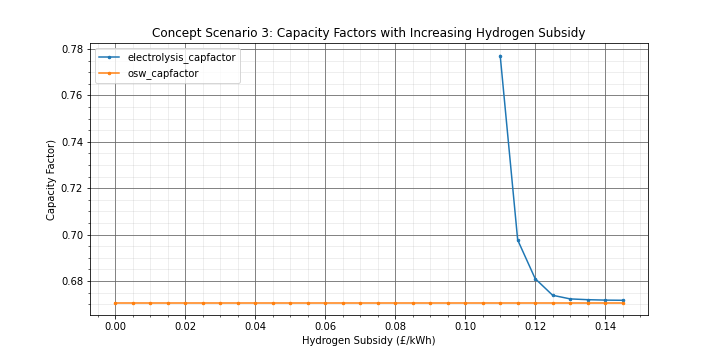 Concept Scenario 3: Capacity Factors with Increasing Hydrogen Subsidy
electrolysis_capfactor
osw_capfactor
Capacity Factor)
0.78
0.76
0.74
0.72
0.70
0.68
0.00 0.02 0.04 0.06 0.08 0.10 0.12 0.14
Hydrogen Subsidy (£/kWh)